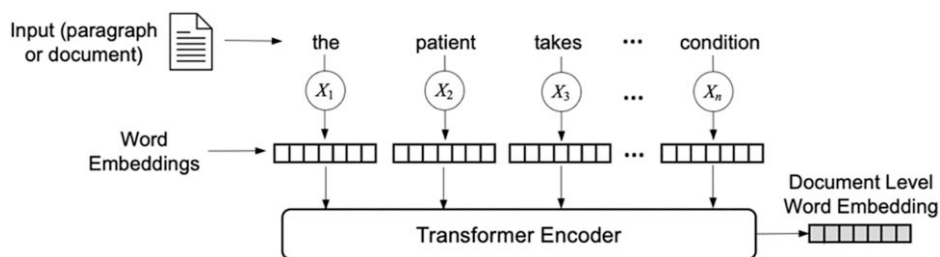 Input (paragraph
or document)
the patient takes ... condition
X1 X2 X3 ... Xn
Word
Embeddings
...
Document Level
Word Embedding
Transformer Encoder